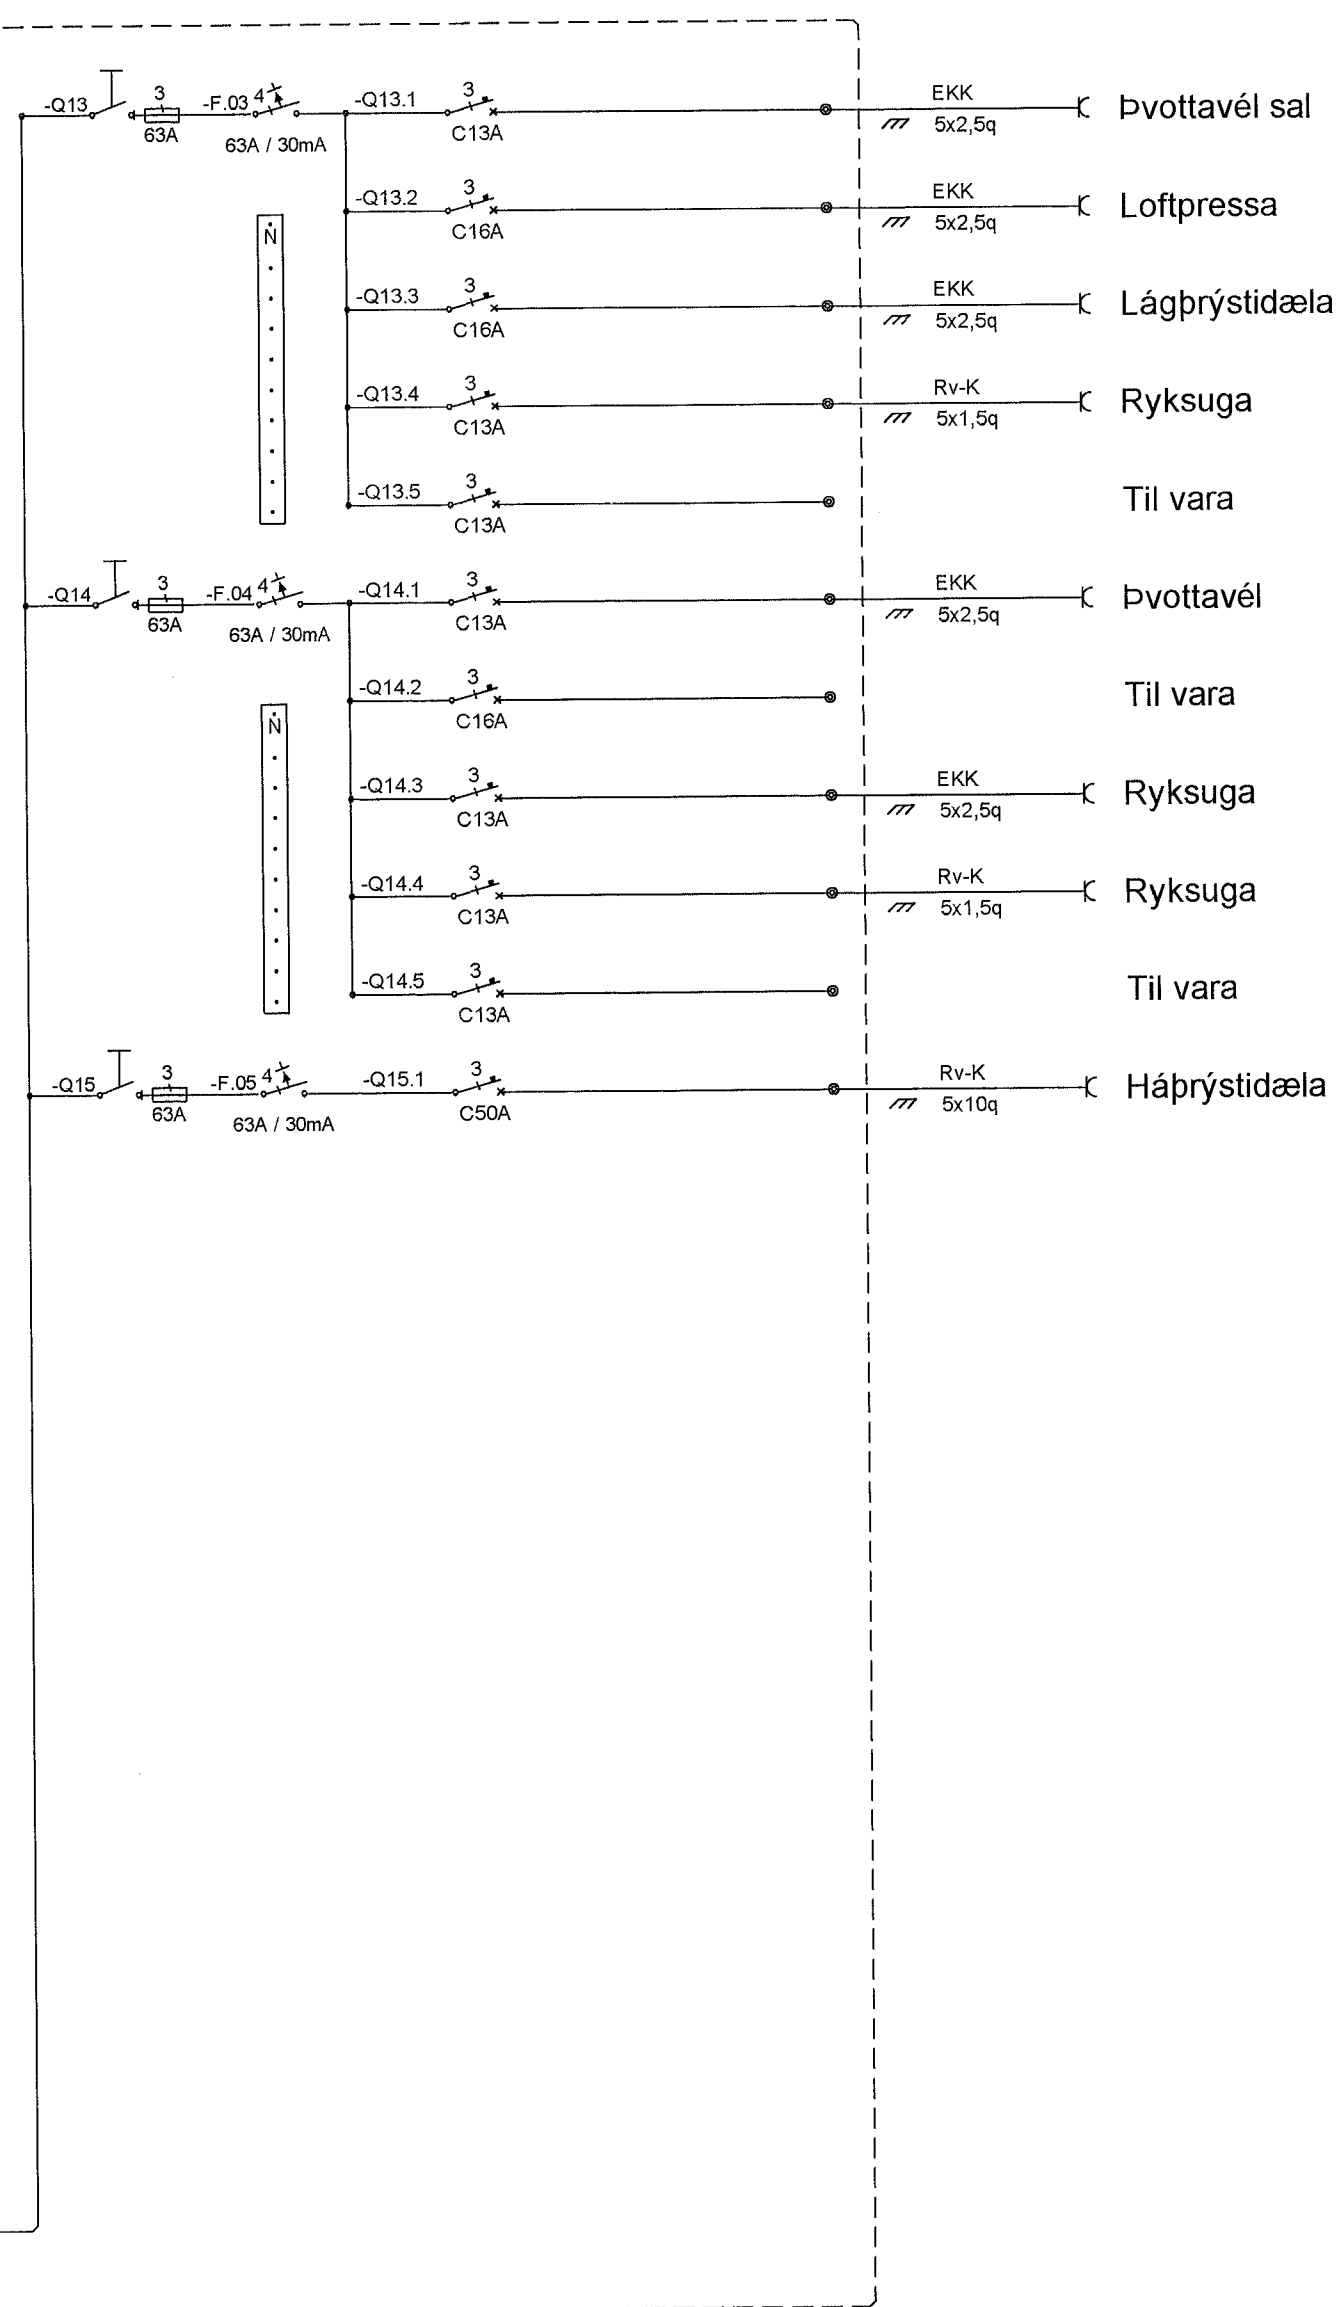 -Q13 3 63A -F.03 4 63A / 30mA -Q13.1 3 C13A EKK 5x2,5q Þvottavél sal
-Q13.2 3 C16A EKK 5x2,5q Loftpressa
N
-Q13.3 3 C16A EKK 5x2,5q Lágþrýstidæla
-Q13.4 3 C13A Rv-K 5x1,5q Ryksuga
-Q13.5 3 C13A Til vara
-Q14 3 63A -F.04 4 63A / 30mA -Q14.1 3 C13A EKK 5x2,5q Þvottavél
-Q14.2 3 C16A Til vara
N
-Q14.3 3 C13A EKK 5x2,5q Ryksuga
-Q14.4 3 C13A Rv-K 5x1,5q Ryksuga
-Q14.5 3 C13A Til vara
-Q15 3 63A -F.05 4 63A / 30mA -Q15.1 3 C50A Rv-K 5x10q Háþrýstidæla